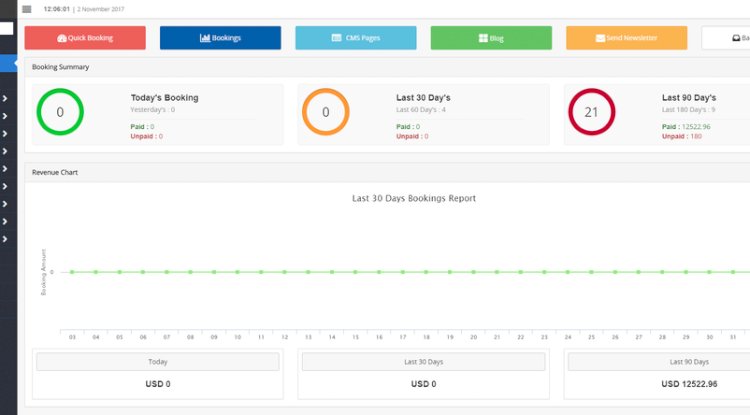 12:06:01 | 2 November 2017
Quick Booking
Bookings
CMS Pages
Blog
Send Newsletter
Ba
Booking Summary
0
Today's Booking
Yesterday's : 0
Paid : 0
Unpaid : 0
0
Last 30 Day's
Last 60 Day's : 4
Paid : 0
Unpaid : 0
21
Last 90 Day's
Last 180 Day's : 9
Paid : 12522.96
Unpaid : 180
Revenue Chart
Last 30 Days Bookings Report
Booking Amount
0
03 04 05 06 07 08 09 10 11 12 13 14 15 16 17 18 19 20 21 22 23 24 25 26 27 28 29 30 31
Today
USD 0
Last 30 Days
USD 0
Last 90 Days
USD 12522.96